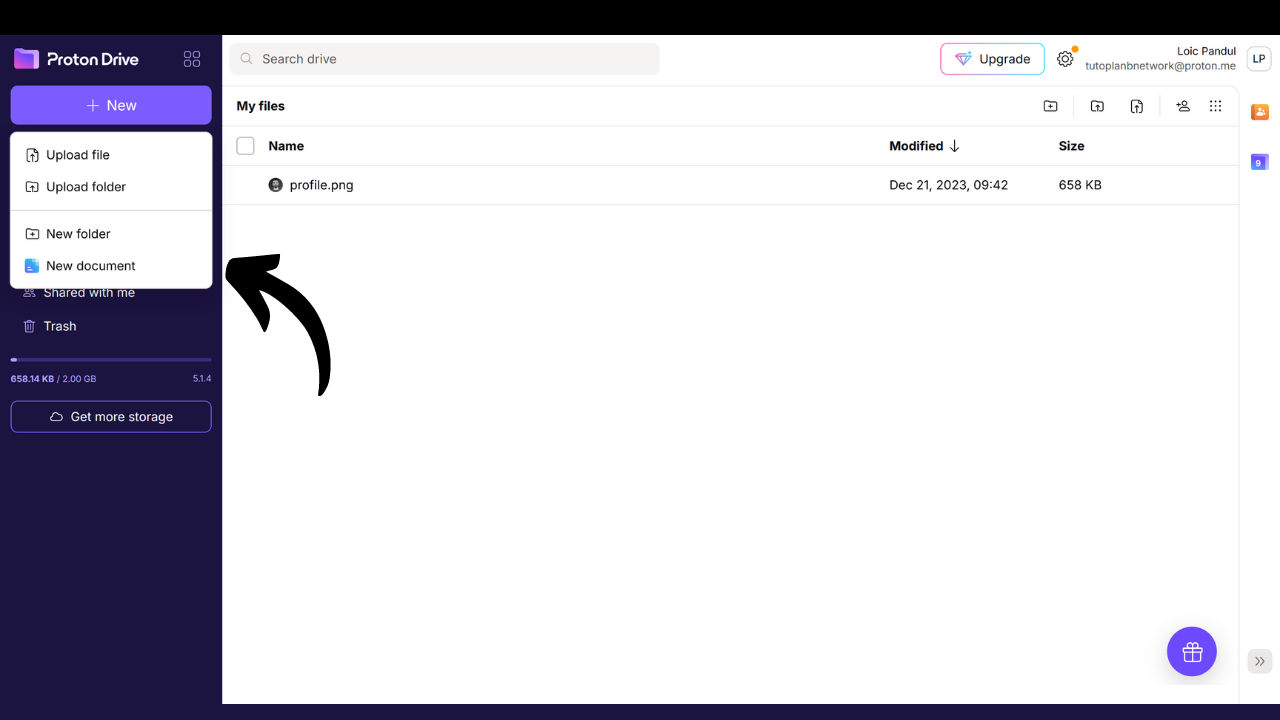 Proton Drive
New
Upload file
Upload folder
New folder
New document
Shared with me
Trash
658.14 KB / 2.00 GB
5.1.4
Get more storage
Search drive
Upgrade
Loic Pandul
tutoplanbnetwork@proton.me
LP
My files
Name
Modified
Size
profile.png
Dec 21, 2023, 09:42
658 KB
9